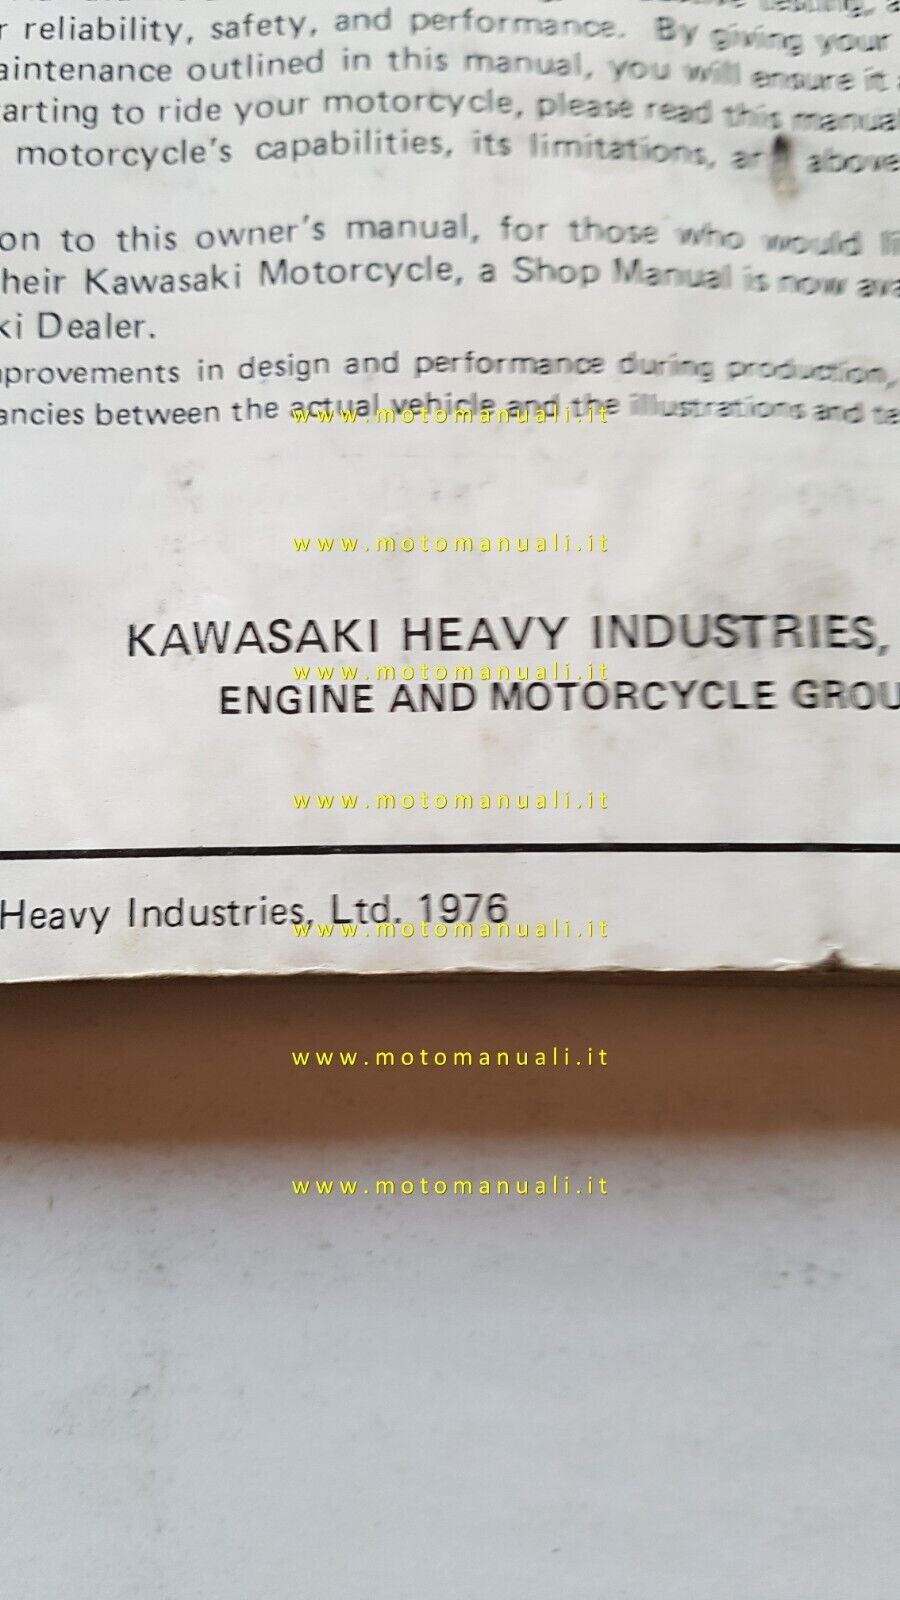 reliability, safety, and performance. By giving your
aintenance outlined in this manual, you will ensure it
arting to ride your motorcycle, please read this manual
motorcycle's capabilities, its limitations, above
on to this owner's manual, for those who would li
heir Kawasaki Motorcycle, a Shop Manual is now ava
ki Dealer.
provements in design and performance during production,
ancies between the actual vehicle and the illustrations and te
www.motomanuali.it
www.motomanuali.it
KAWASAKI HEAVY INDUSTRIES,
www.motomanuali.it
ENGINE AND MOTORCYCLE GROU
www.motomanuali.it
Heavy Industries, Ltd. 1976
www.motomanuali.it
www.motomanuali.it
www.motomanuali.it